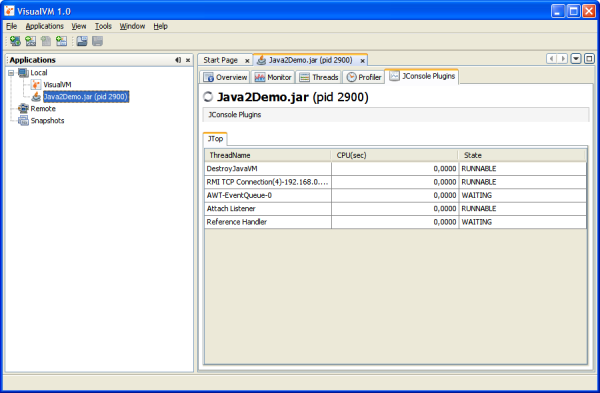 VisualVM 1.0
File Applications View Tools Window Help
Applications
Local
VisualVM
Java2Demo.jar (pid 2900)
Remote
Snapshots
Start Page Java2Demo.jar (pid 2900)
Overview Monitor Threads Profiler JConsole Plugins
Java2Demo.jar (pid 2900)
JConsole Plugins
JTop
ThreadName CPU(sec) State
DestroyJavaVM 0,0000 RUNNABLE
RMI TCP Connection(4)-192.168.0.... 0,0000 RUNNABLE
AWT-EventQueue-0 0,0000 WAITING
Attach Listener 0,0000 RUNNABLE
Reference Handler 0,0000 WAITING